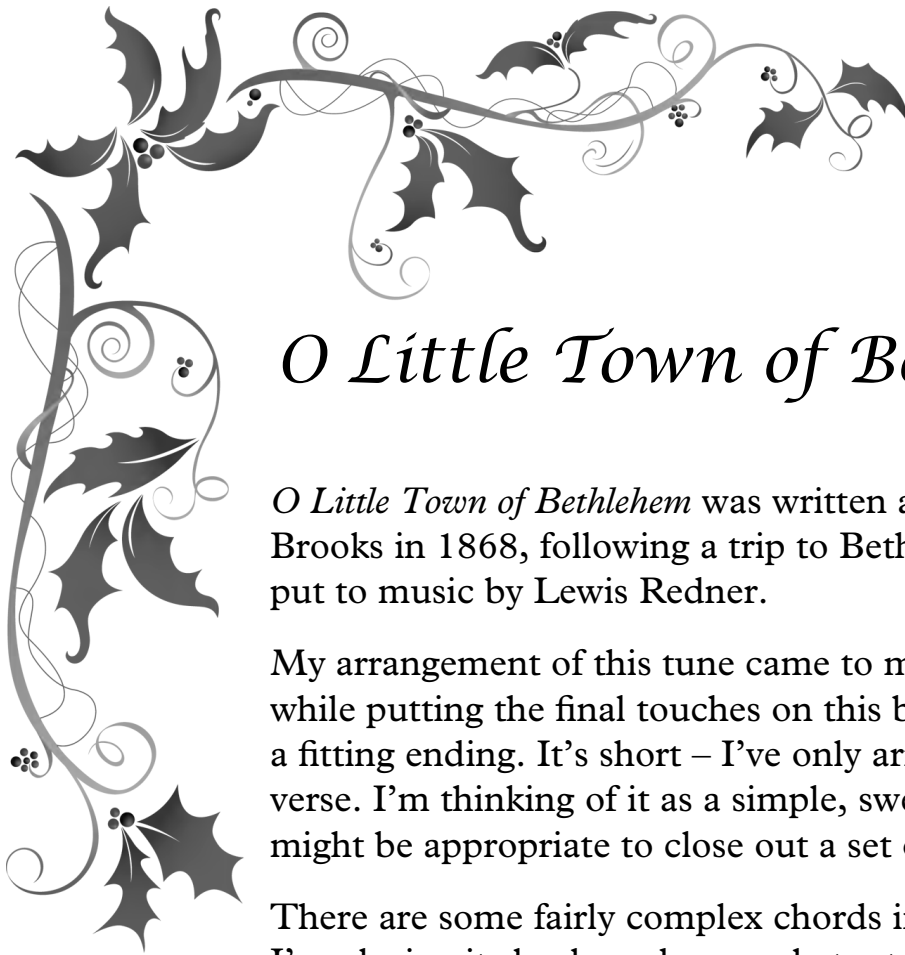 O Little Town of
O Little Town of Bethlehem was written
Brooks in 1868, following a trip to
put to music by Lewis Redner.
My arrangement of this tune came to
while putting the final touches on this
a fitting ending. It’s short – I’ve only
verse. I’m thinking of it as a simple,
might be appropriate to close out a set
There are some fairly complex chords